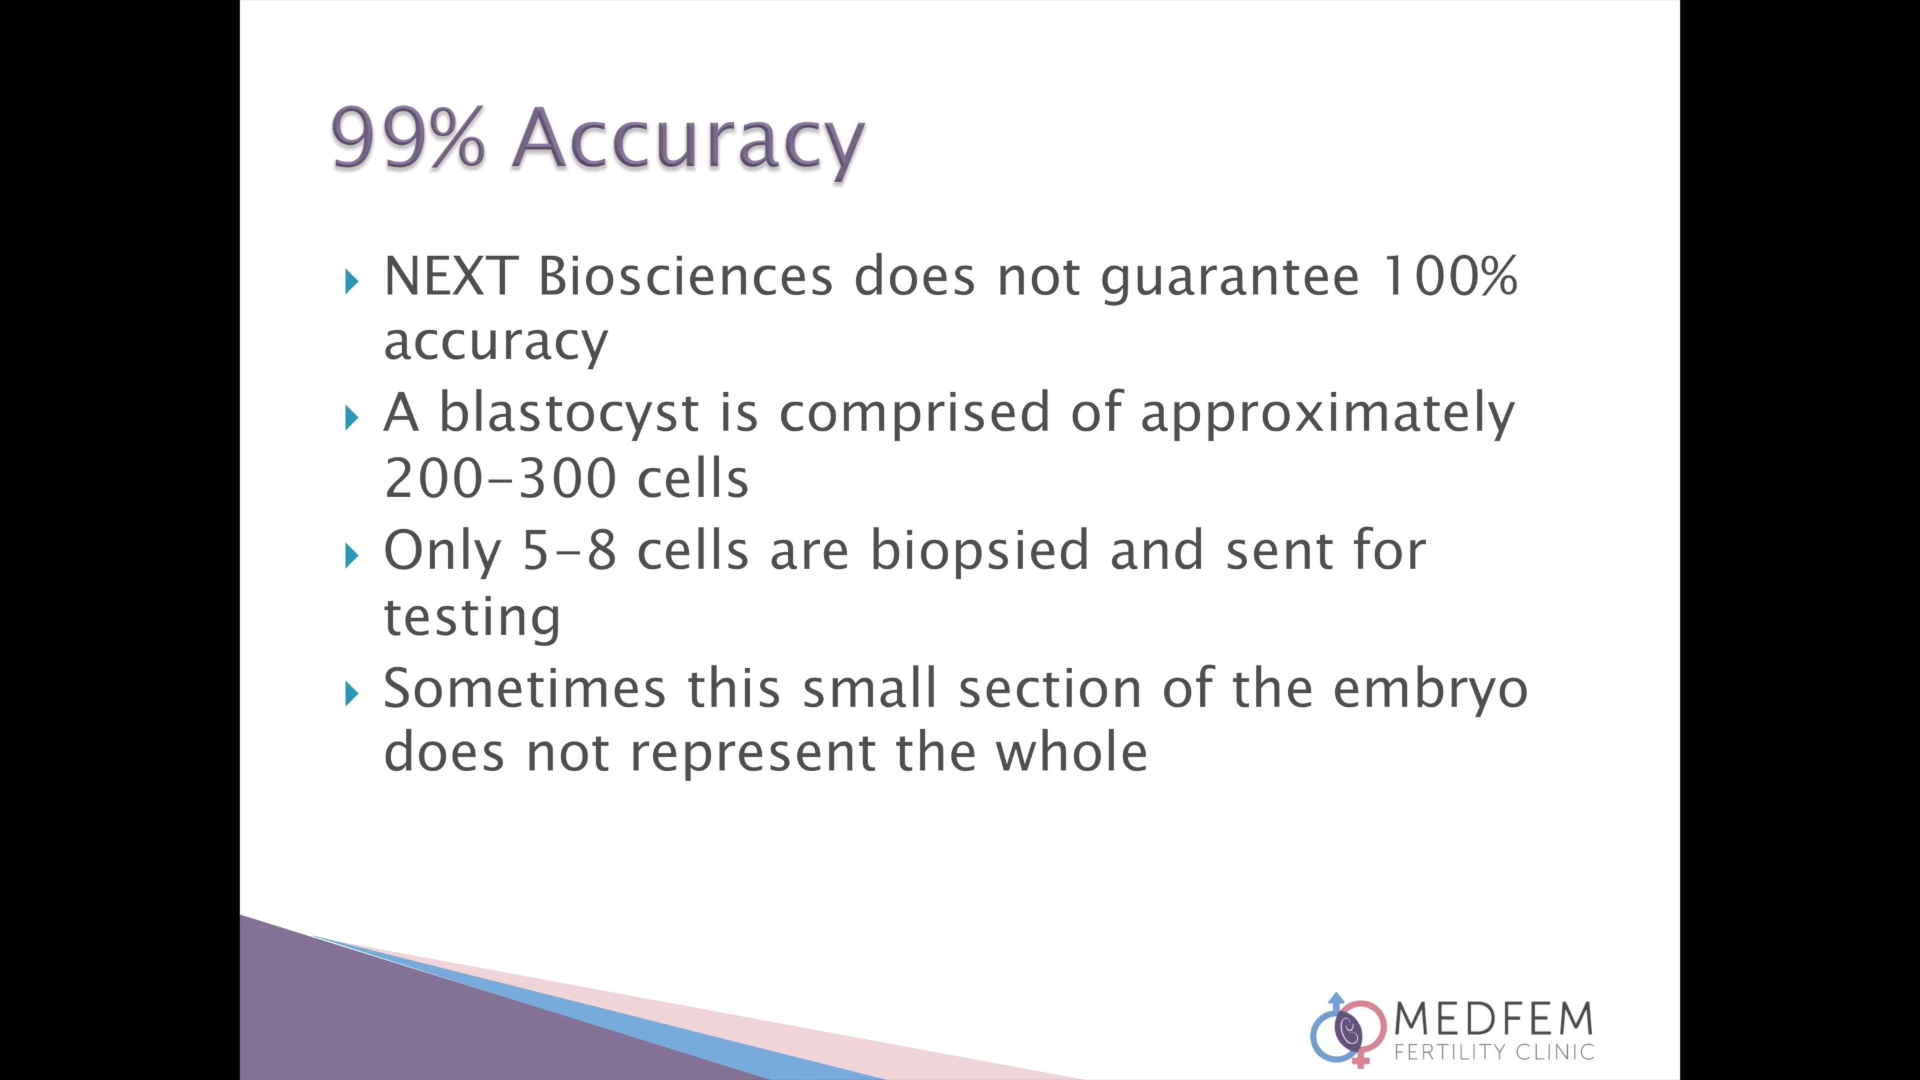 99% Accuracy
NEXT Biosciences does not guarantee 100%
accuracy
A blastocyst is comprised of approximately
200-300 cells
Only 5-8 cells are biopsied and sent for
testing
Sometimes this small section of the embryo
does not represent the whole
MEDFEM
FERTILITY CLINIC